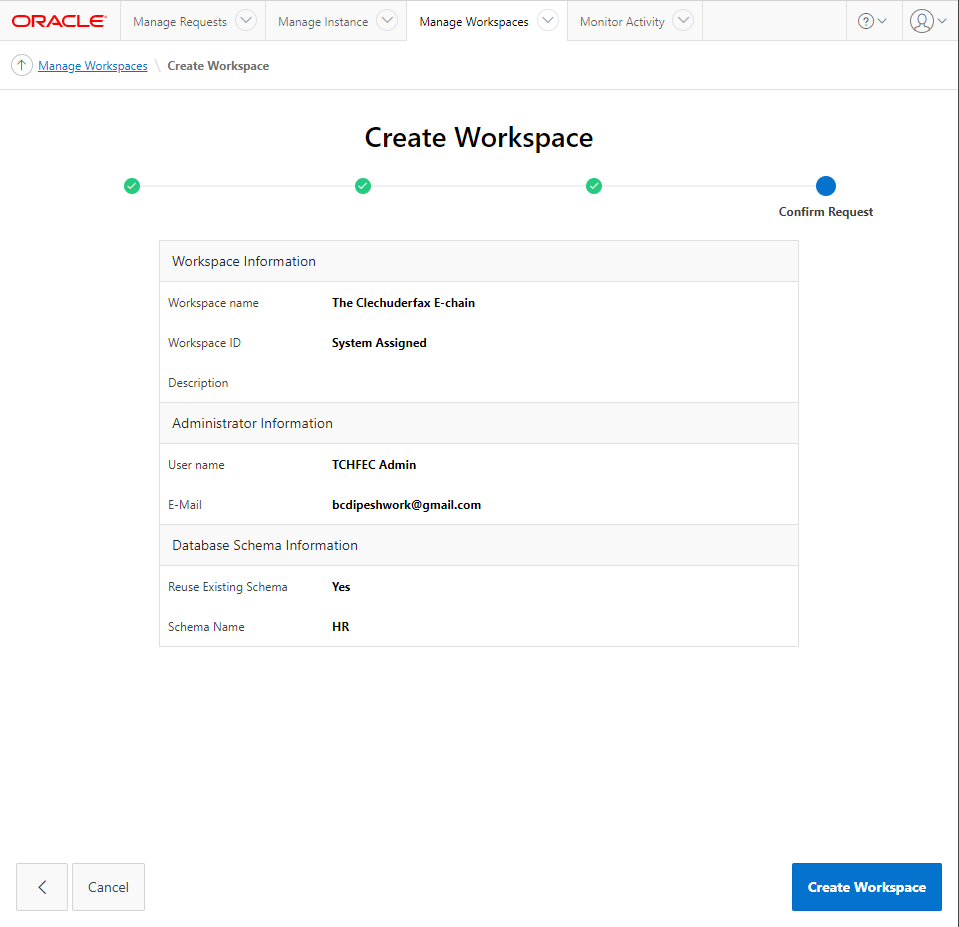 ORACLE Manage Requests Manage Instance Manage Workspaces Monitor Activity ?
Manage Workspaces \ Create Workspace
Create Workspace
Confirm Request
Workspace Information
Workspace name The Clechuderfax E-chain
Workspace ID System Assigned
Description
Administrator Information
User name TCHFEC Admin
E-Mail bcdipeshwork@gmail.com
Database Schema Information
Reuse Existing Schema Yes
Schema Name HR
Cancel Create Workspace